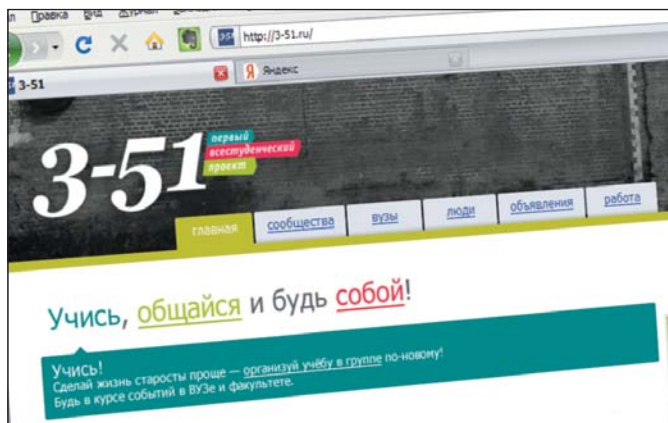 Правка Вид Журнал
http://3-51.ru/
3-51
Яндекс
3-51
первый
всестуденческий
проект
главная сообщества вузы люди объявления работа
Учись, общайся и будь собой!
Учись!
Сделай жизнь старосты проще — организуй учёбу в группе по-новому!
Будь в курсе событий в ВУЗе и факультете.